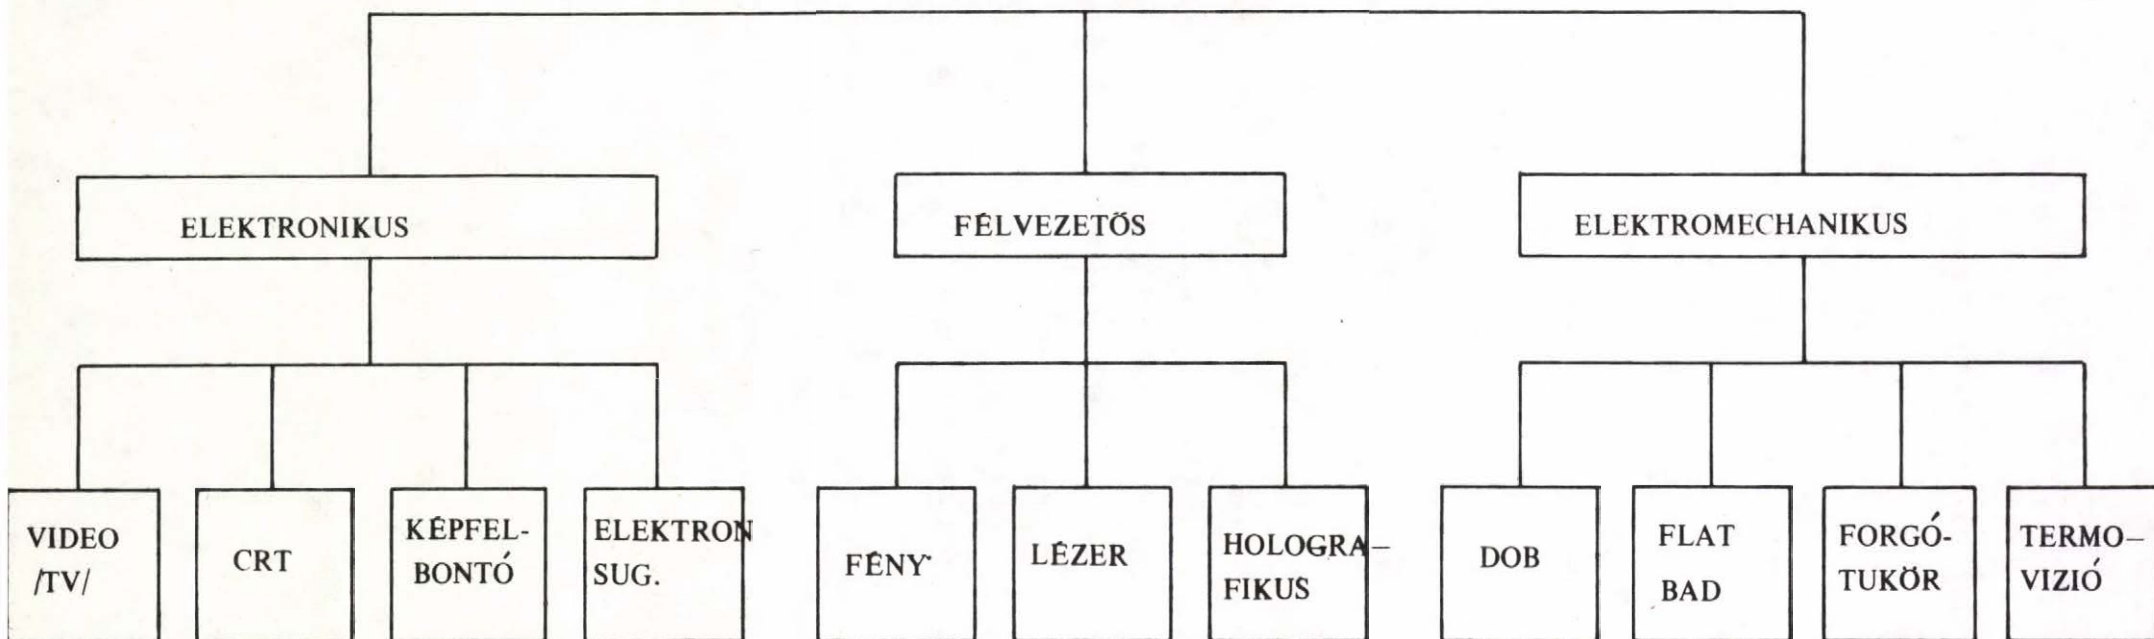 ELEKTRONIKUS
FÉLVEZETŐS
ELEKTROMECHANIKUS
VIDEO
/TV/
CRT
KÉPFEL-
BONTÓ
ELEKTRON
SUG.
FÉNY
LÉZER
HOLOGRA–
FIKUS
DOB
FLAT
BAD
FORGÓ-
TUKÖR
TERMO–
VIZIÓ